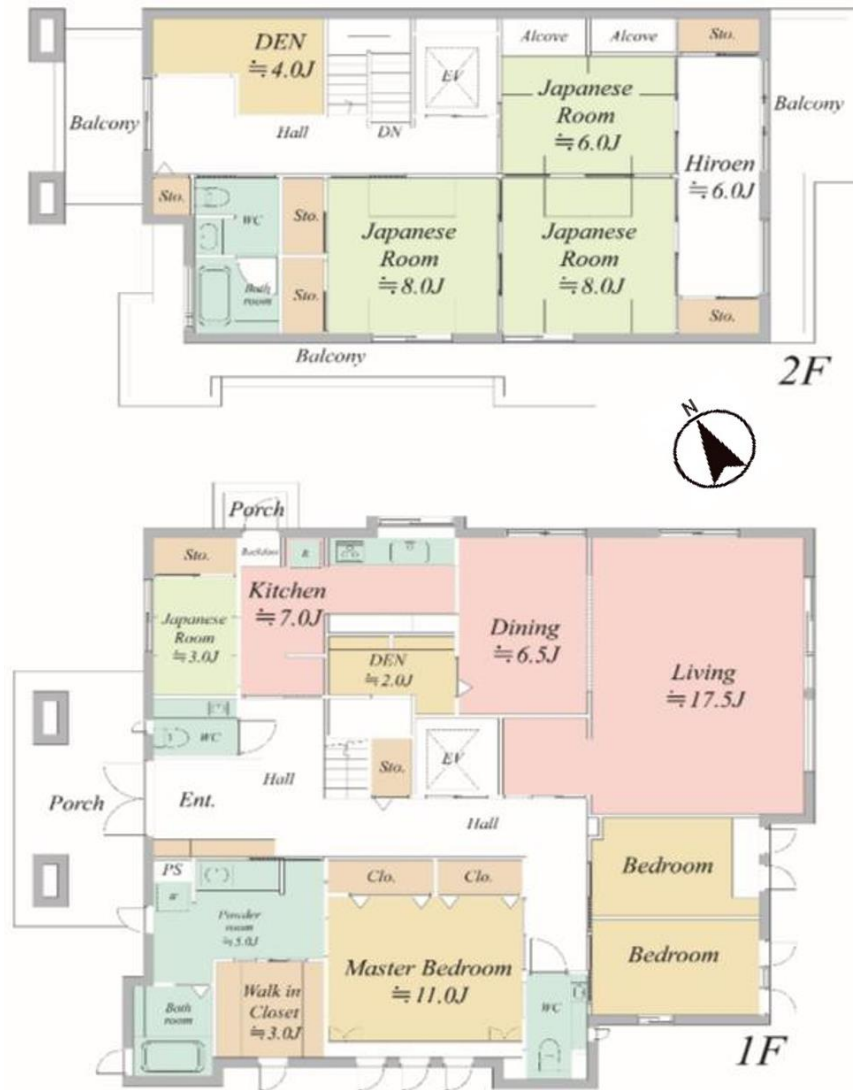 DEN
≒4.0J
EV
Alcove
Alcove
Sto.
Balcony
Hall
DN
Japanese
Room
≒6.0J
Hiroen
≒6.0J
Balcony
Sto.
WC
Sto.
Japanese
Room
≒8.0J
Japanese
Room
≒8.0J
Bath
room
Sto.
Sto.
Balcony
2F
N
Porch
Sto.
R
Kitchen
≒7.0J
Japanese
Room
≒3.0J
DEN
≒2.0J
Dining
≒6.5J
Living
≒17.5J
WC
Hall
Sto.
EV
Porch
Ent.
Hall
PS
W
Powder
room
≒5.0J
Clo.
Clo.
Bedroom
Master Bedroom
≒11.0J
Bedroom
Walk in
Closet
≒3.0J
Bath
room
WC
1F